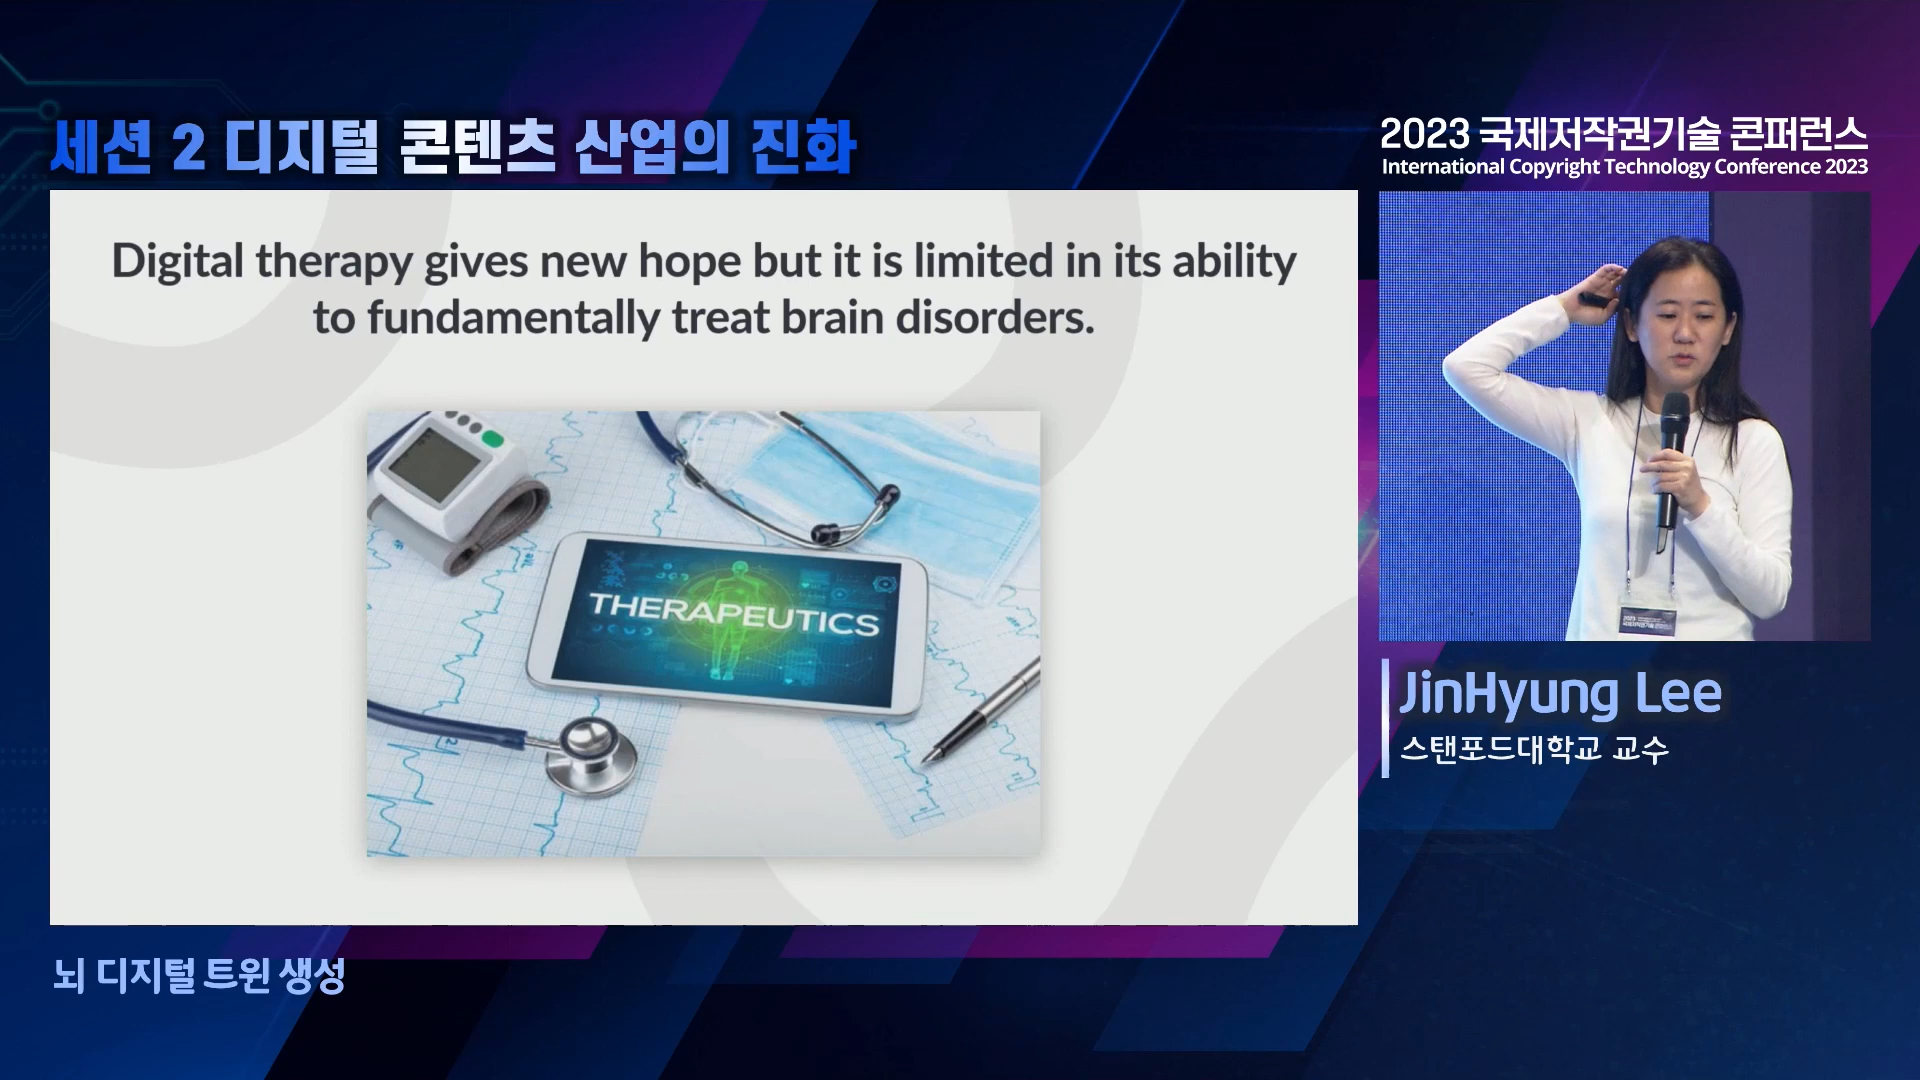 세션 2 디지털 콘텐츠 산업의 진화
2023 국제저작권기술 콘퍼런스
International Copyright Technology Conference 2023
Digital therapy gives new hope but it is limited in its ability
to fundamentally treat brain disorders.
THERAPEUTICS
JinHyung Lee
스탠포드대학교 교수
뇌 디지털 트윈 생성